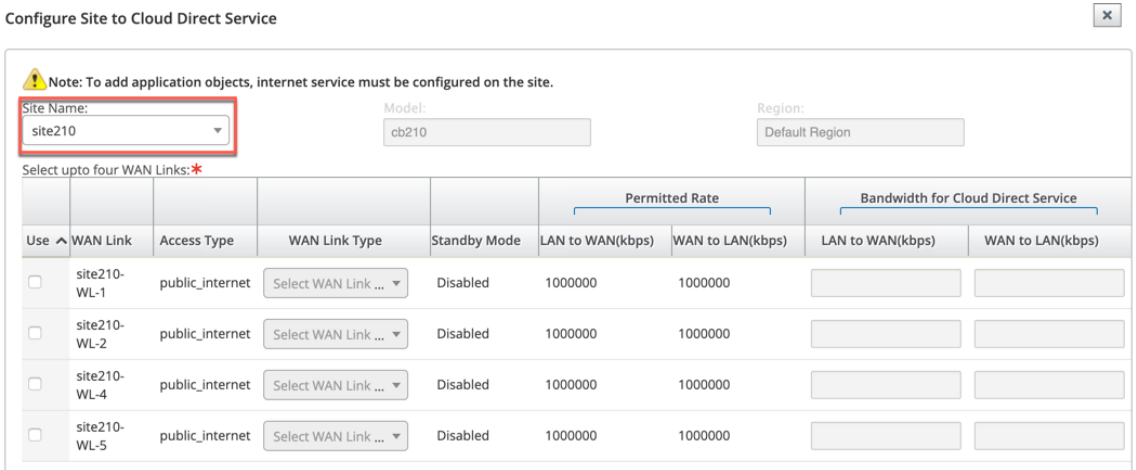 Configure Site to Cloud Direct Service
×
Note: To add application objects, internet service must be configured on the site.
Site Name: Model: Region:
site210 cb210 Default Region
Select upto four WAN Links:*
Permitted Rate Bandwidth for Cloud Direct Service
Use WAN Link Access Type WAN Link Type Standby Mode LAN to WAN(kbps) WAN to LAN(kbps) LAN to WAN(kbps) WAN to LAN(kbps)
site210-
WL-1 public_internet Select WAN Link ... Disabled 1000000 1000000
site210-
WL-2 public_internet Select WAN Link ... Disabled 1000000 1000000
site210-
WL-4 public_internet Select WAN Link ... Disabled 1000000 1000000
site210-
WL-5 public_internet Select WAN Link ... Disabled 1000000 1000000